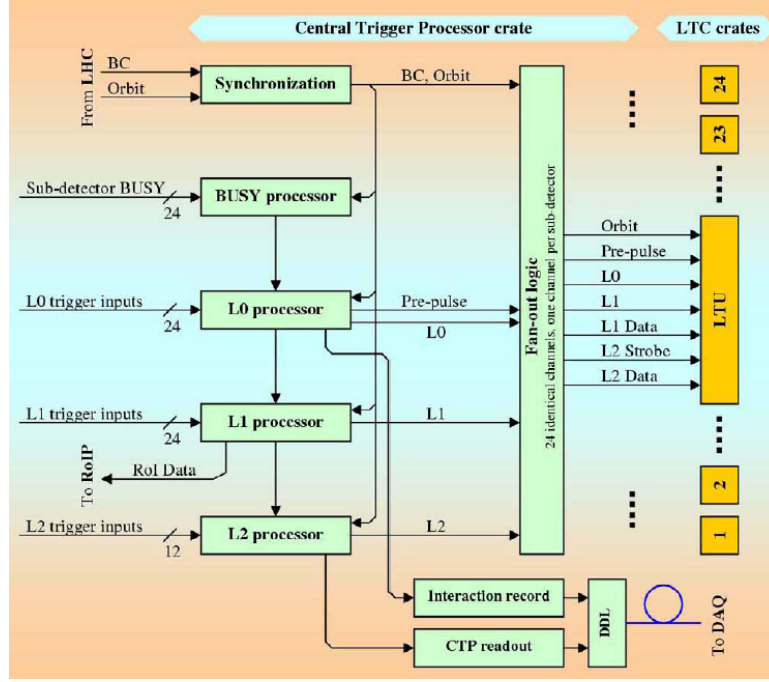 Central Trigger Processor crate
LTC crates
From LHC
BC
Orbit
Synchronization
BC, Orbit
24
23
Sub-detector BUSY
24
BUSY processor
Orbit
Pre-pulse
L0
L1
L1 Data
L2 Strobe
L2 Data
LTU
L0 trigger inputs
24
L0 processor
Pre-pulse
L0
Fan-out logic
24 identical channels, one channel per sub-detector
L1 trigger inputs
24
L1 processor
L1
To RoIP
RoI Data
2
1
L2 trigger inputs
12
L2 processor
L2
Interaction record
CTP readout
DDL
To DAQ